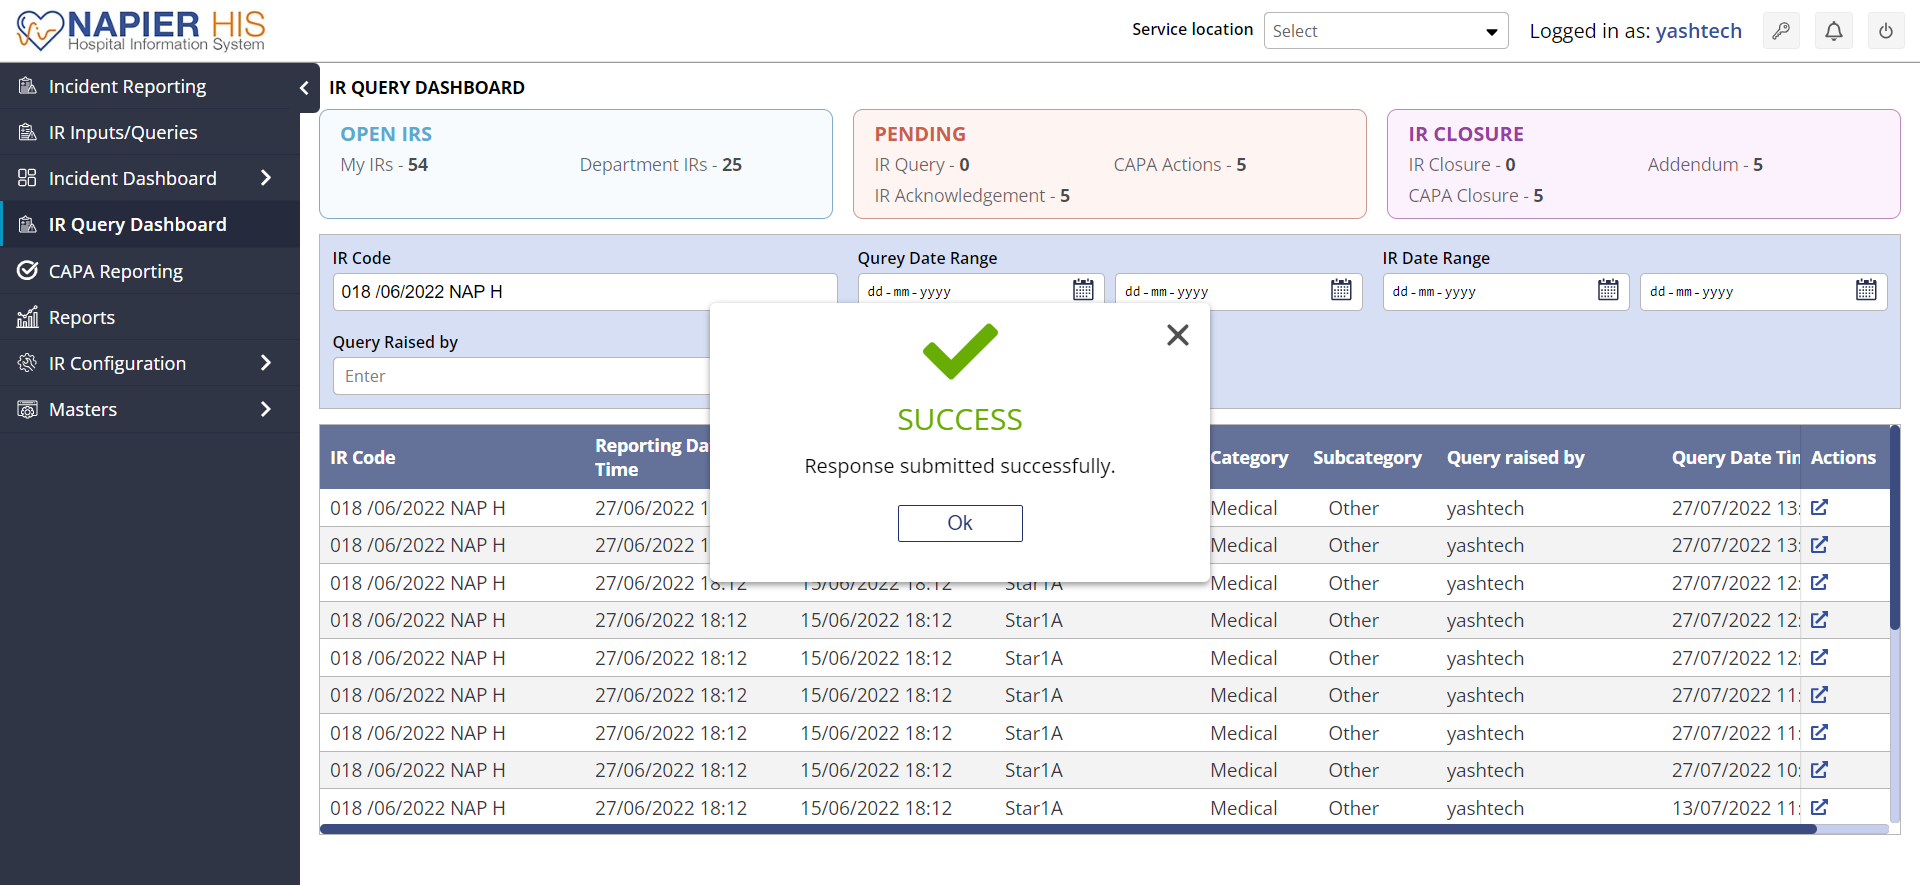 NAPIER HIS
Hospital Information System
Service location
Select
Logged in as: yashtech
Incident Reporting
IR Inputs/Queries
Incident Dashboard
IR Query Dashboard
CAPA Reporting
Reports
IR Configuration
Masters
IR QUERY DASHBOARD
OPEN IRS
My IRs - 54 Department IRs - 25
PENDING
IR Query - 0 CAPA Actions - 5
IR Acknowledgement - 5
IR CLOSURE
IR Closure - 0 Addendum - 5
CAPA Closure - 5
IR Code
018 /06/2022 NAP H
Qurey Date Range
dd-mm-yyyy dd-mm-yyyy
IR Date Range
dd-mm-yyyy dd-mm-yyyy
Query Raised by
Enter
SUCCESS
Response submitted successfully.
Ok
IR Code Reporting Da Time Category Subcategory Query raised by Query Date Tin Actions
018 /06/2022 NAP H 27/06/2022 1 Medical Other yashtech 27/07/2022 13:
018 /06/2022 NAP H 27/06/2022 1 Medical Other yashtech 27/07/2022 13:
018 /06/2022 NAP H 27/06/2022 18:12 15/06/2022 18:12 Star1A Medical Other yashtech 27/07/2022 12:
018 /06/2022 NAP H 27/06/2022 18:12 15/06/2022 18:12 Star1A Medical Other yashtech 27/07/2022 12:
018 /06/2022 NAP H 27/06/2022 18:12 15/06/2022 18:12 Star1A Medical Other yashtech 27/07/2022 12:
018 /06/2022 NAP H 27/06/2022 18:12 15/06/2022 18:12 Star1A Medical Other yashtech 27/07/2022 11:
018 /06/2022 NAP H 27/06/2022 18:12 15/06/2022 18:12 Star1A Medical Other yashtech 27/07/2022 11:
018 /06/2022 NAP H 27/06/2022 18:12 15/06/2022 18:12 Star1A Medical Other yashtech 27/07/2022 10:
018 /06/2022 NAP H 27/06/2022 18:12 15/06/2022 18:12 Star1A Medical Other yashtech 13/07/2022 11: